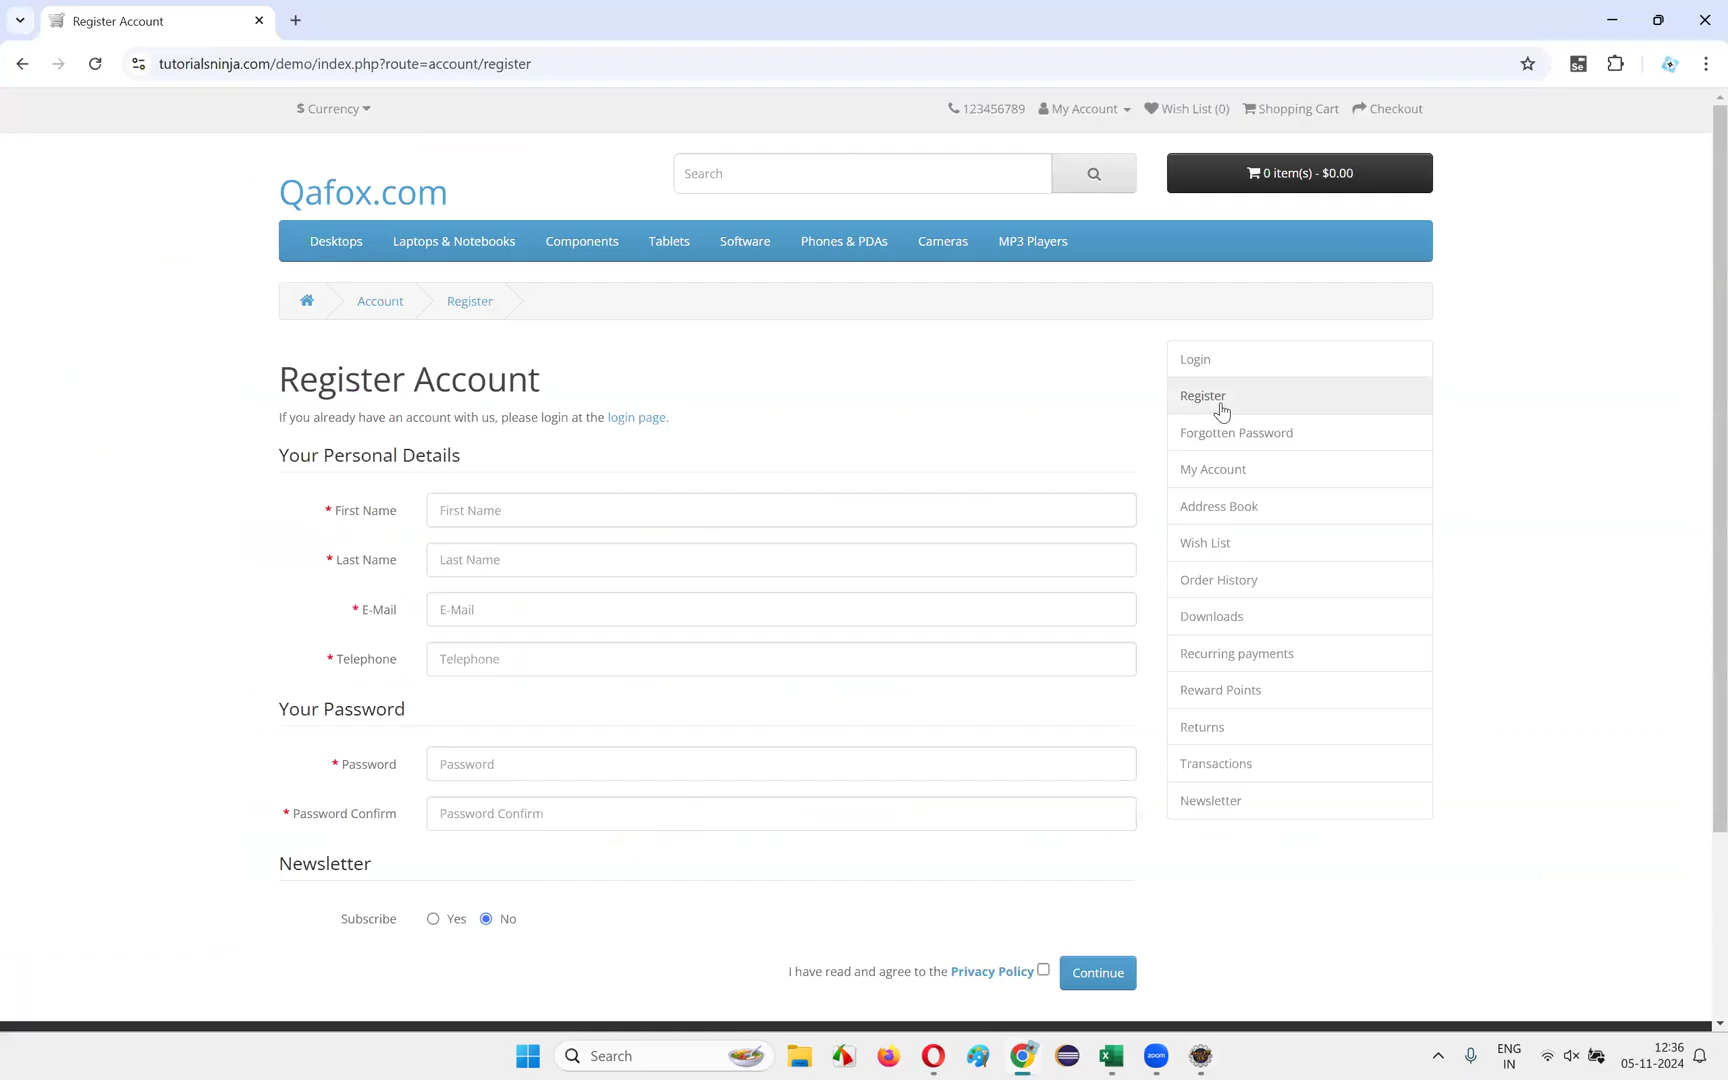 Register Account
tutorialsninja.com/demo/index.php?route=account/register
$ Currency 123456789 My Account Wish List (0) Shopping Cart Checkout
Qafox.com
Search
0 item(s) - $0.00
Desktops Laptops & Notebooks Components Tablets Software Phones & PDAs Cameras MP3 Players
Account Register
Register Account
If you already have an account with us, please login at the login page.
Your Personal Details
* First Name First Name
* Last Name Last Name
* E-Mail E-Mail
* Telephone Telephone
Your Password
* Password Password
* Password Confirm Password Confirm
Newsletter
Subscribe Yes No
I have read and agree to the Privacy Policy Continue
Login
Register
Forgotten Password
My Account
Address Book
Wish List
Order History
Downloads
Recurring payments
Reward Points
Returns
Transactions
Newsletter
Search
zoom
ENG
IN
12:36
05-11-2024